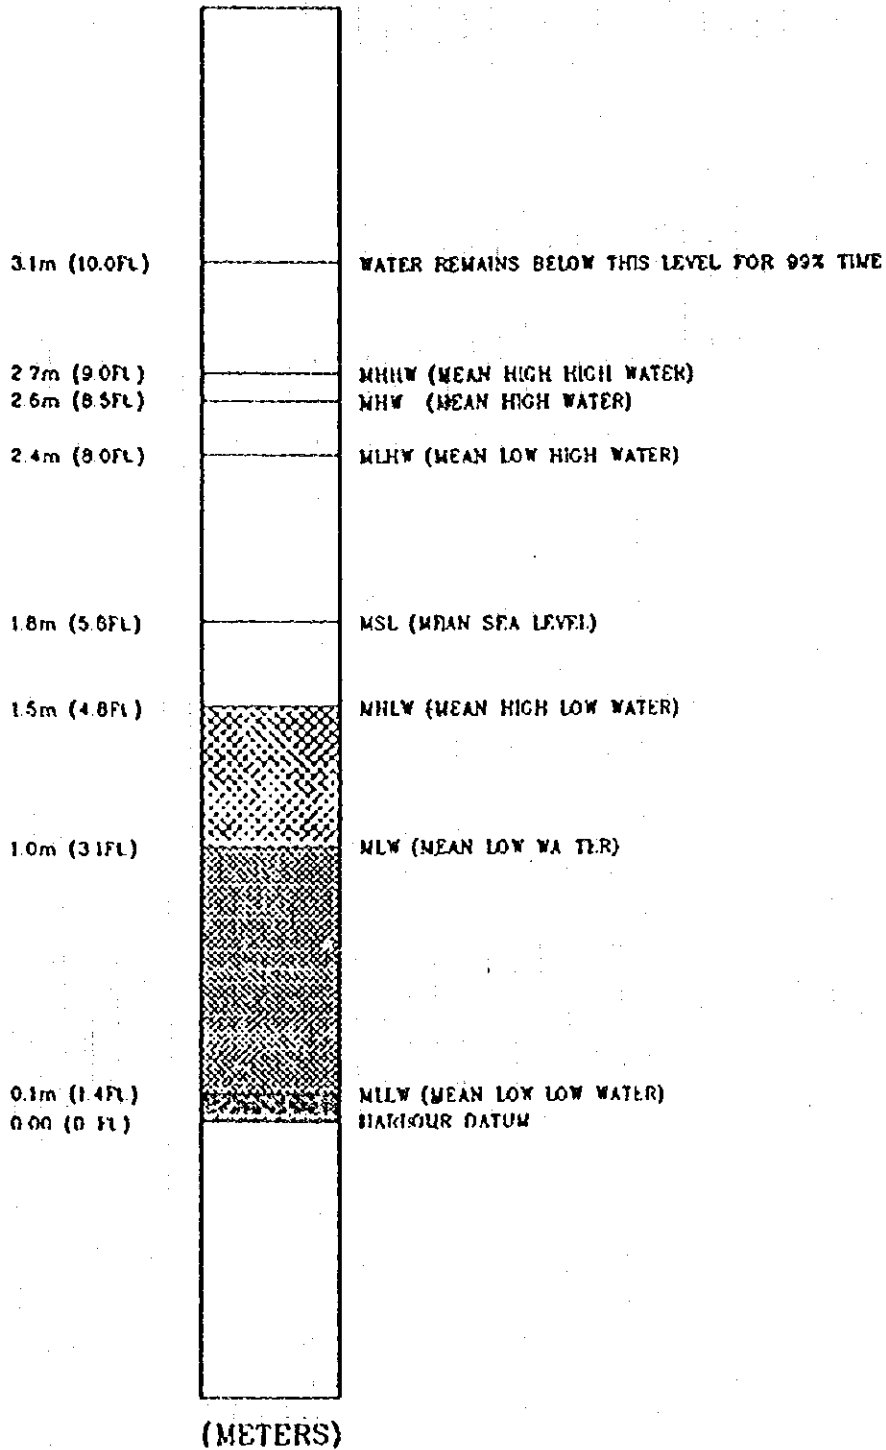 3.1m (10.0Ft.) WATER REMAINS BELOW THIS LEVEL FOR 99% TIME
2.7m (9.0Ft.) MHHW (MEAN HIGH HIGH WATER)
2.6m (8.5Ft.) MHW (MEAN HIGH WATER)
2.4m (8.0Ft.) MLHW (MEAN LOW HIGH WATER)
1.8m (5.8Ft.) MSL (MEAN SEA LEVEL)
1.5m (4.8Ft.) MHLW (MEAN HIGH LOW WATER)
1.0m (3.1Ft.) MLW (MEAN LOW WA TER)
0.1m (1.4Ft.) MLLW (MEAN LOW LOW WATER)
0.00 (0 Ft.) HARBOUR DATUM
(METERS)